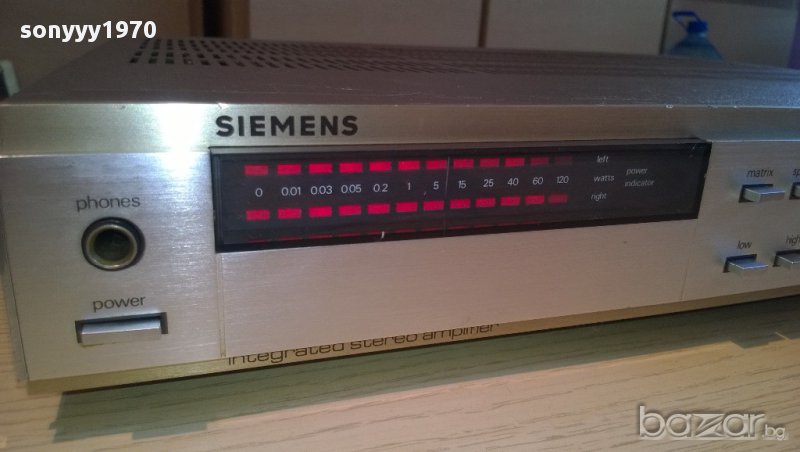 sonyyy1970
SIEMENS
left
0 0.01 0.03 0.05 0.2 1 5 15 25 40 60 120 watts
power indicator
right
phones
power
matrix
low
high
integrated stereo amplifier
bazar.bg